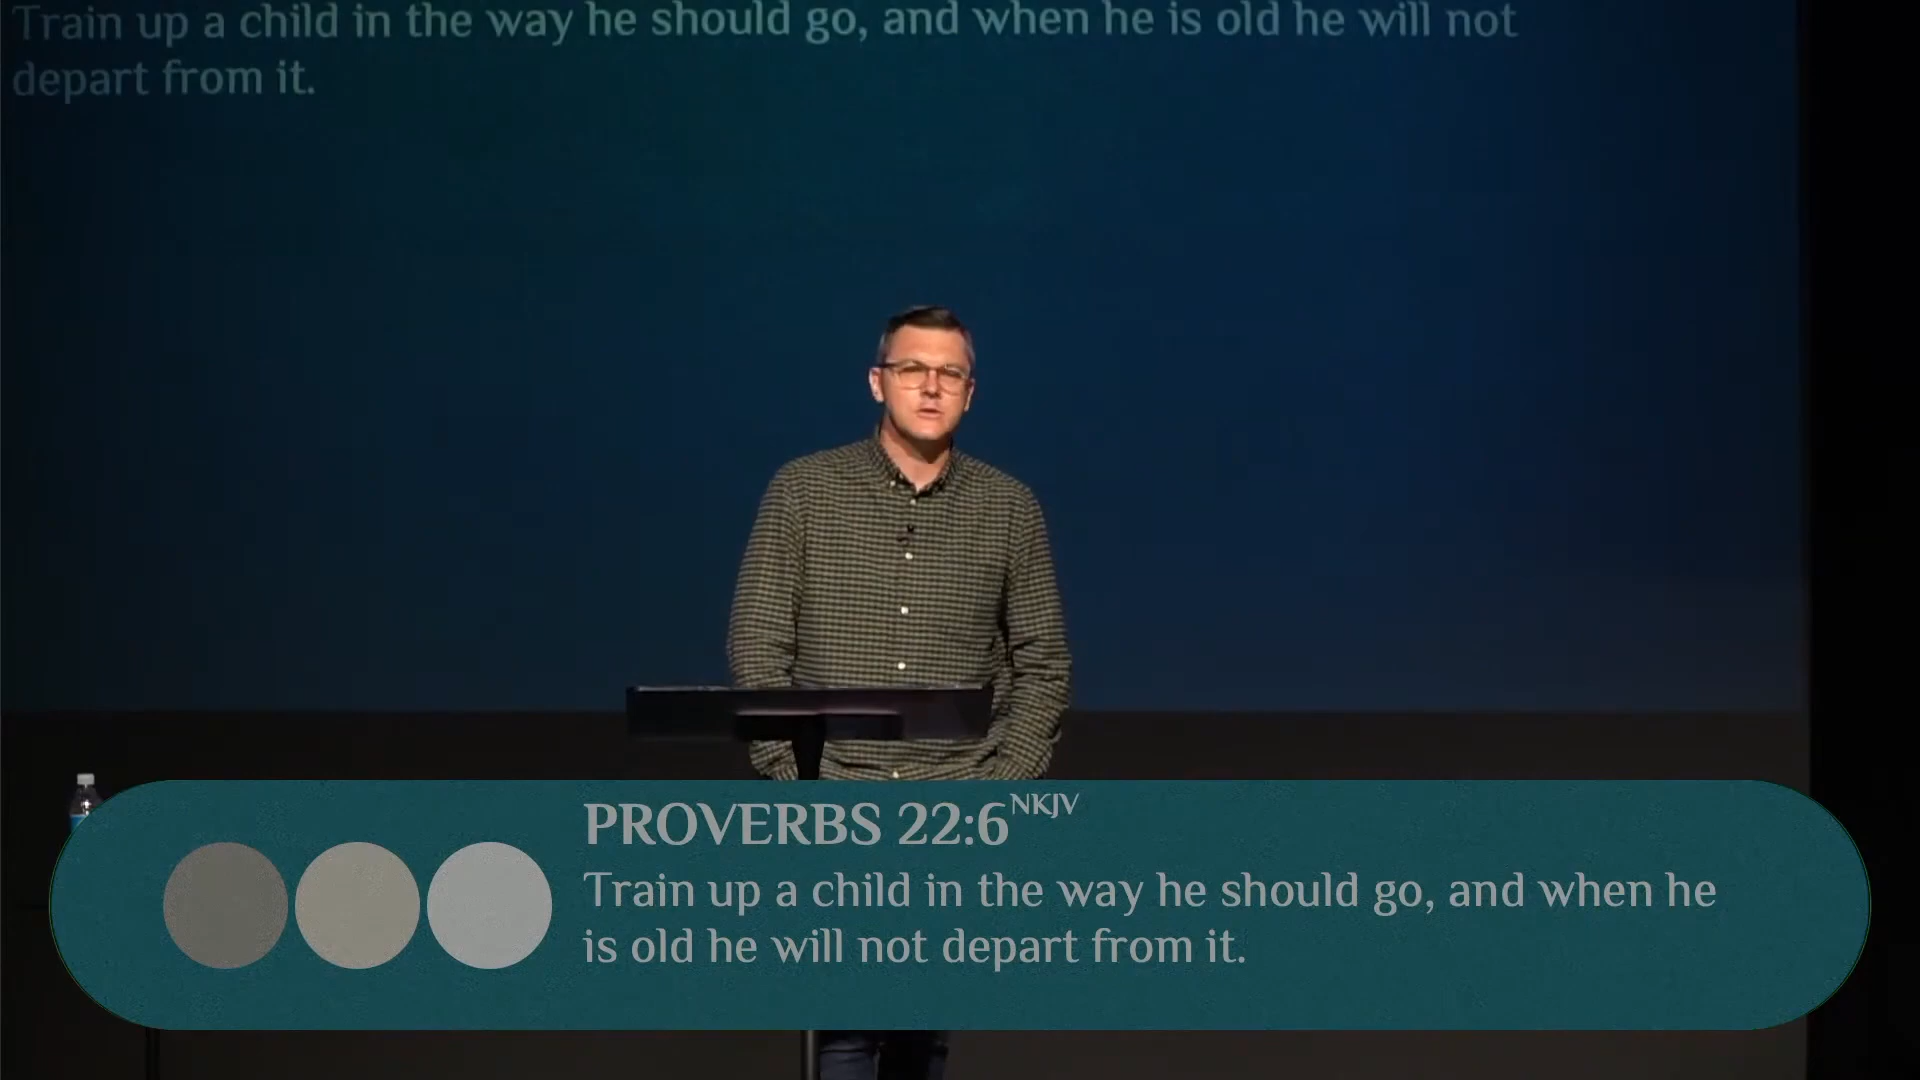 Train up a child in the way he should go, and when he is old he will not
depart from it.
PROVERBS 22:6 NKJV
Train up a child in the way he should go, and when he
is old he will not depart from it.